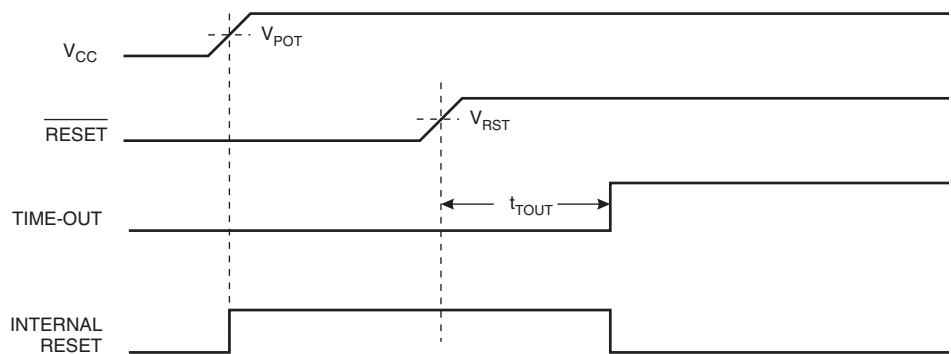 V_CC
V_POT
RESET
V_RST
TIME-OUT
t_TOUT
INTERNAL
RESET